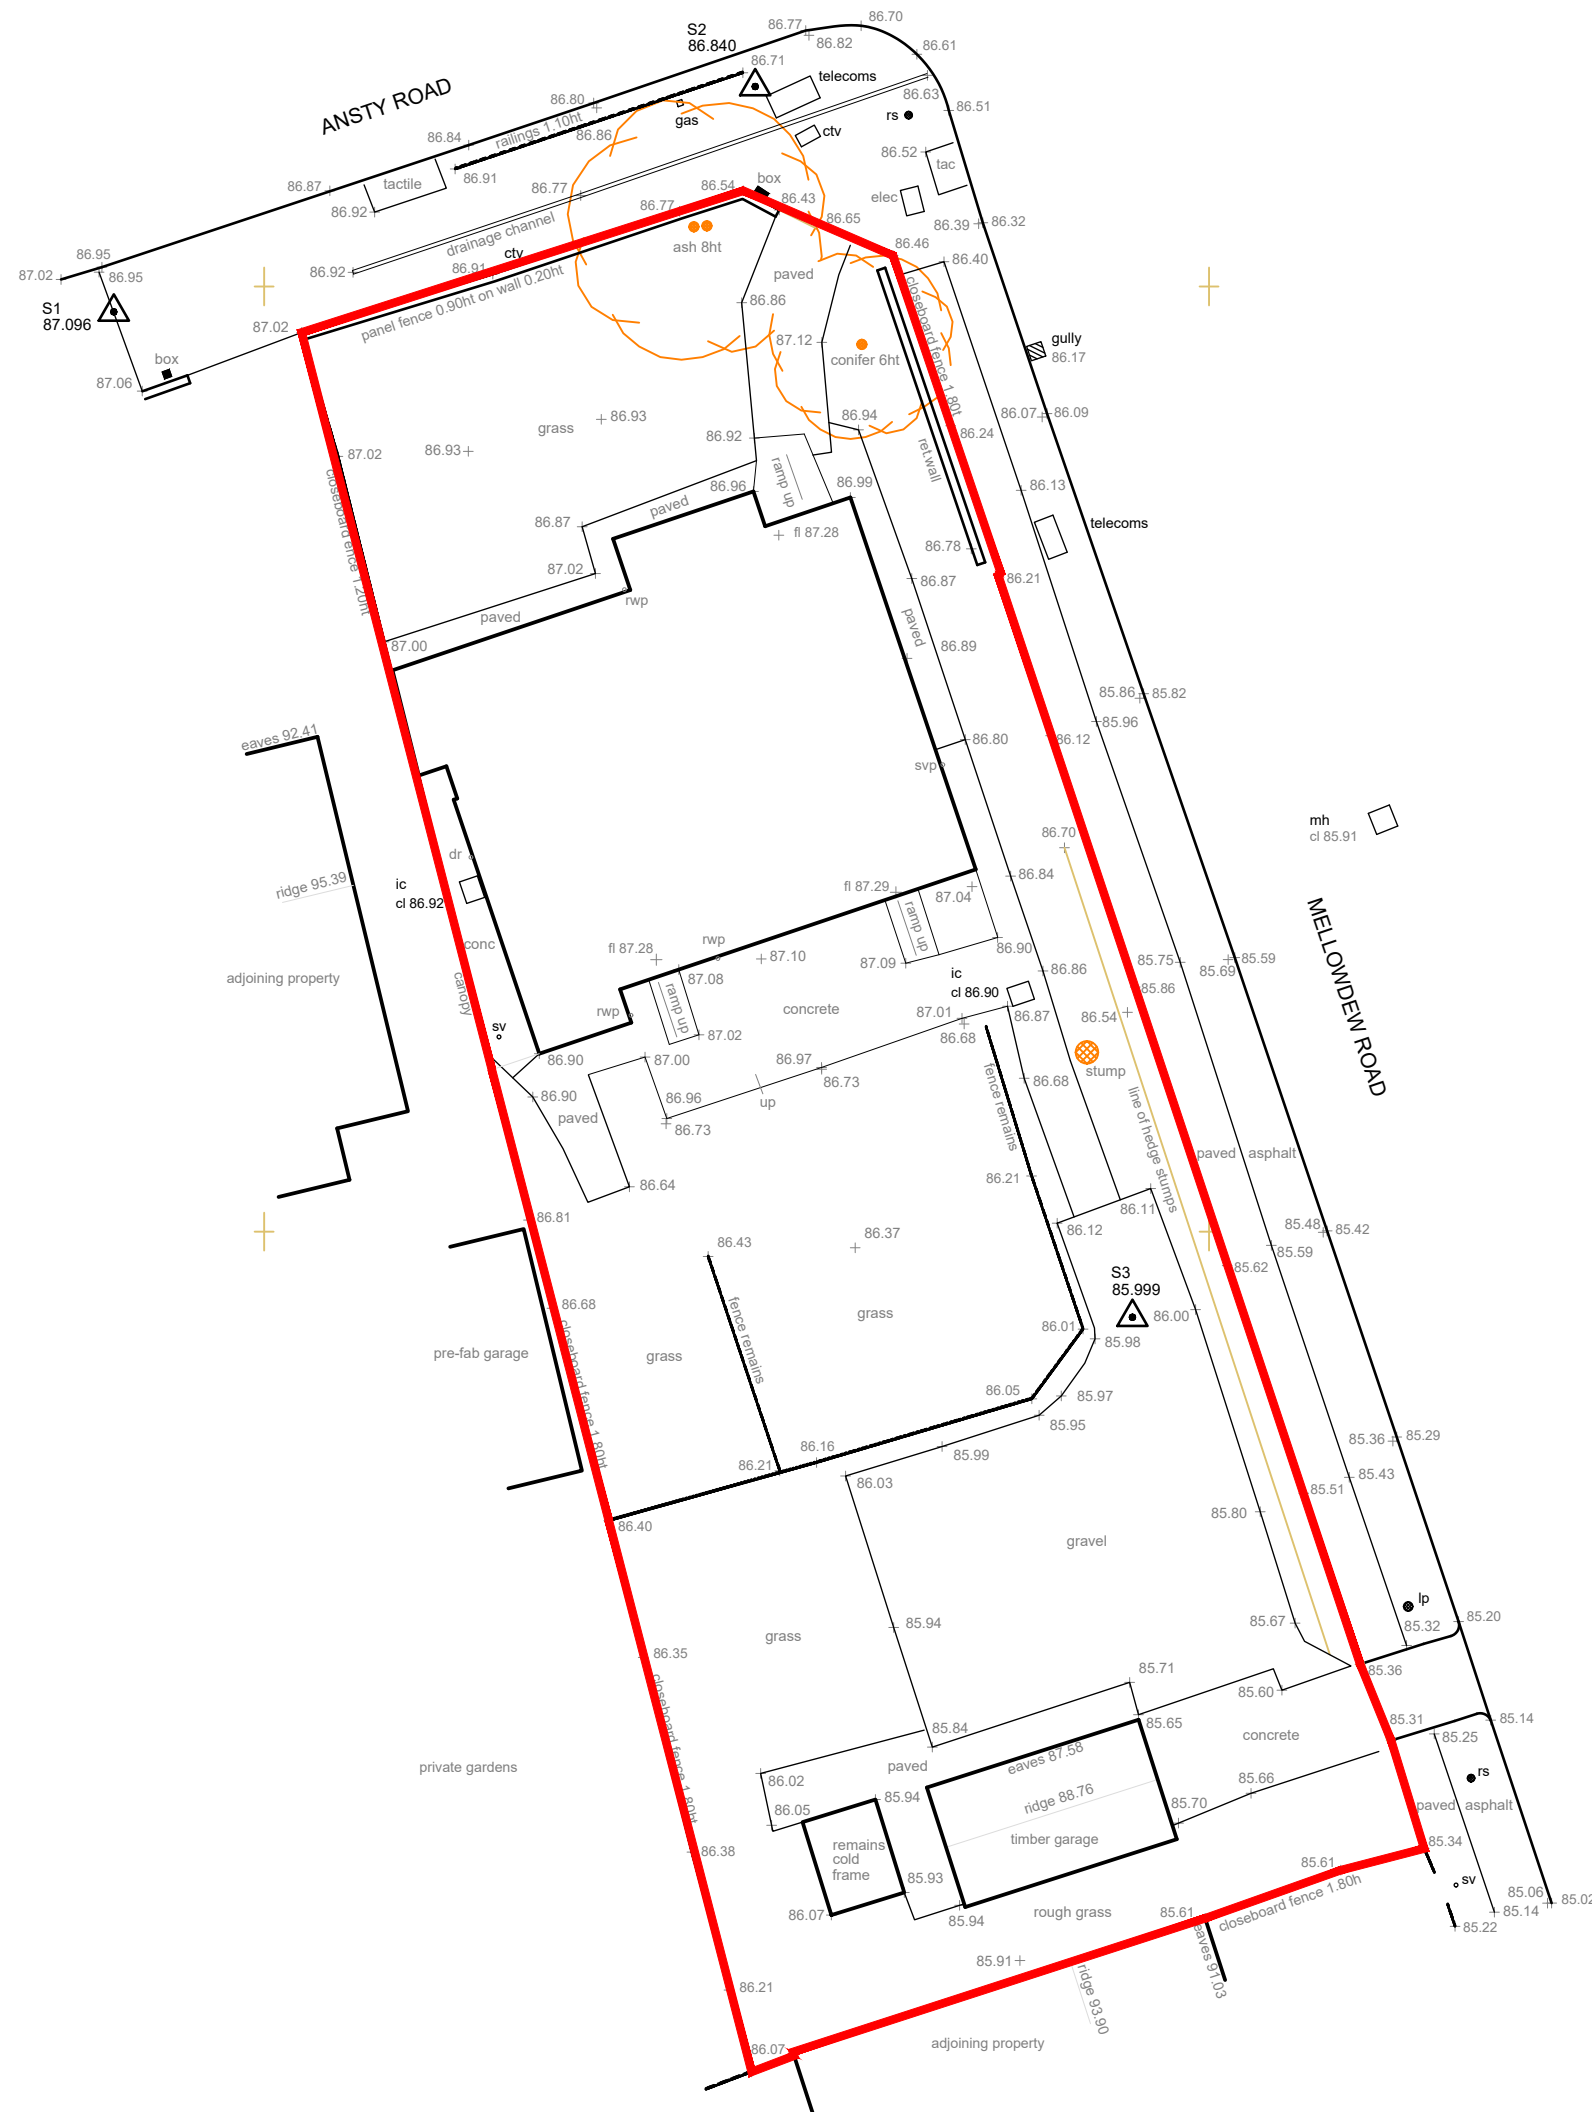 86.77
86.70
S2
86.840
86.82
86.61
86.71
telecoms
ANSTY ROAD
86.80
railings 1.10ht
86.63
86.51
gas
rs
ctv
86.84
86.86
86.52
tac
86.87
tactile
86.91
86.77
86.54
box
elec
86.92
86.77
86.43
86.65
86.39
86.32
drainage channel
ash 8ht
86.46
86.95
86.95
87.02
86.92
ctv
86.91
paved
86.40
S1
87.096
panel fence 0.90ht on wall 0.20ht
86.86
closeboard fence 1.80t
87.02
87.12
gully
86.17
box
conifer 6ht
87.06
86.93
grass
86.94
86.07
86.09
86.92
86.24
87.02
86.93
ret.wall
ramp up
closeboard fence 1.20ht
86.96
86.99
86.13
paved
86.87
fl 87.28
telecoms
86.78
87.02
86.87
86.21
rwp
paved
paved
87.00
86.89
85.86
85.82
85.96
eaves 92.41
86.80
86.12
svp
mh
cl 85.91
86.70
dr
ridge 95.39
ic
cl 86.92
fl 87.29
86.84
87.04
ramp up
MELLOWDEW ROAD
conc
rwp
fl 87.28
86.90
adjoining property
canopy
87.08
87.10
87.09
ic
cl 86.90
86.86
85.75
85.69
85.59
85.86
ramp up
rwp
concrete
87.01
86.87
86.54
sv
87.02
86.68
86.90
87.00
86.97
86.73
stump
86.68
fence remains
86.90
86.96
up
line of hedge stumps
paved
86.73
paved
asphalt
86.64
86.21
86.11
86.81
86.12
86.43
86.37
85.48
85.42
85.59
85.62
S3
85.999
86.68
grass
86.00
fence remains
86.01
85.98
pre-fab garage
grass
closeboard fence 1.80ht
86.05
85.97
85.95
85.36
85.29
86.16
85.99
86.21
86.03
85.43
85.51
86.40
85.80
gravel
lp
85.94
85.67
85.32
85.20
grass
86.35
85.71
85.36
closeboard fence 1.80ht
85.60
85.84
85.65
85.31
85.14
85.25
concrete
private gardens
paved
eaves 87.58
86.02
rs
ridge 88.76
85.66
86.05
85.94
85.70
paved
asphalt
remains
cold
frame
timber garage
86.38
85.34
85.61
85.93
closeboard fence 1.80h
sv
86.07
rough grass
85.94
85.61
85.06
85.02
85.14
85.22
eaves 91.03
85.91
86.21
ridge 93.90
86.07
adjoining property